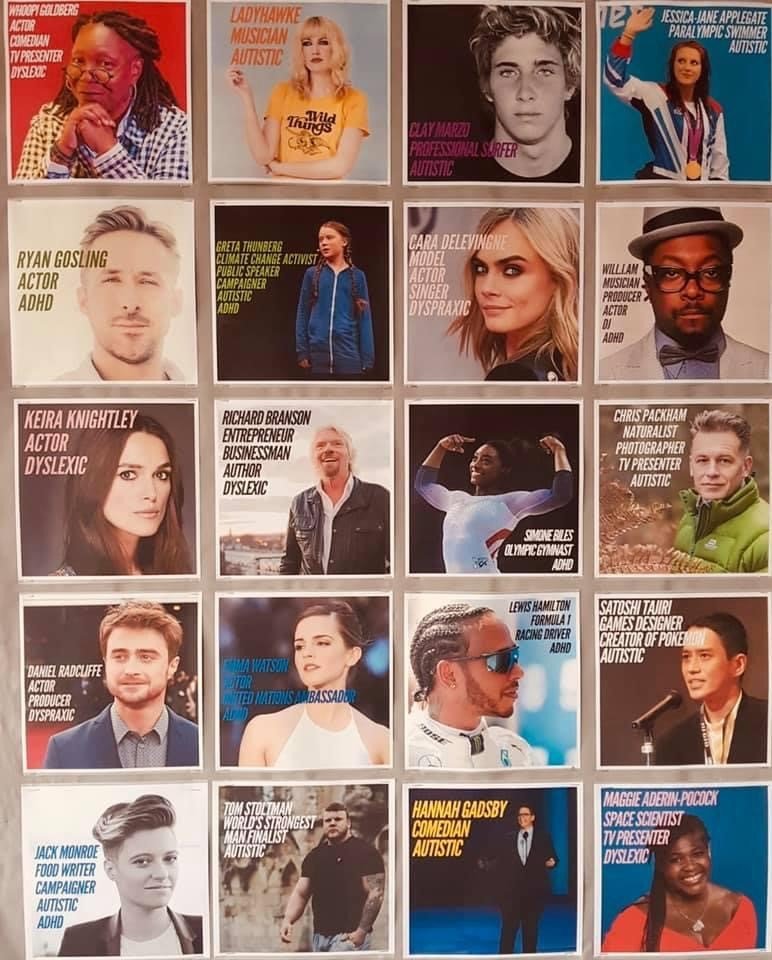 WHOOPI GOLDBERG
ACTOR
COMEDIAN
TV PRESENTER
DYSLEXIC
LADYHAWKE
MUSICIAN
AUTISTIC
Wild
Things
CLAY MARZO
PROFESSIONAL SURFER
AUTISTIC
JESSICA-JANE APPLEGATE
PARALYMPIC SWIMMER
AUTISTIC
RYAN GOSLING
ACTOR
ADHD
GRETA THUNBERG
CLIMATE CHANGE ACTIVIST
PUBLIC SPEAKER
CAMPAIGNER
AUTISTIC
ADHD
CARA DELEVINGNE
MODEL
ACTOR
SINGER
DYSPRAXIC
WILL.I.AM
MUSICIAN
PRODUCER
ACTOR
DJ
ADHD
KEIRA KNIGHTLEY
ACTOR
DYSLEXIC
RICHARD BRANSON
ENTREPRENEUR
BUSINESSMAN
AUTHOR
DYSLEXIC
SIMONE BILES
OLYMPIC GYMNAST
ADHD
CHRIS PACKHAM
NATURALIST
PHOTOGRAPHER
TV PRESENTER
AUTISTIC
DANIEL RADCLIFFE
ACTOR
PRODUCER
DYSPRAXIC
EMMA WATSON
ACTOR
UNITED NATIONS AMBASSADOR
ADHD
LEWIS HAMILTON
FORMULA 1
RACING DRIVER
ADHD
BOSE
SATOSHI TAJIRI
GAMES DESIGNER
CREATOR OF POKEMON
AUTISTIC
JACK MONROE
FOOD WRITER
CAMPAIGNER
AUTISTIC
ADHD
TOM STOLTMAN
WORLD'S STRONGEST
MAN FINALIST
AUTISTIC
HANNAH GADSBY
COMEDIAN
AUTISTIC
MAGGIE ADERIN-POCOCK
SPACE SCIENTIST
TV PRESENTER
DYSLEXIC